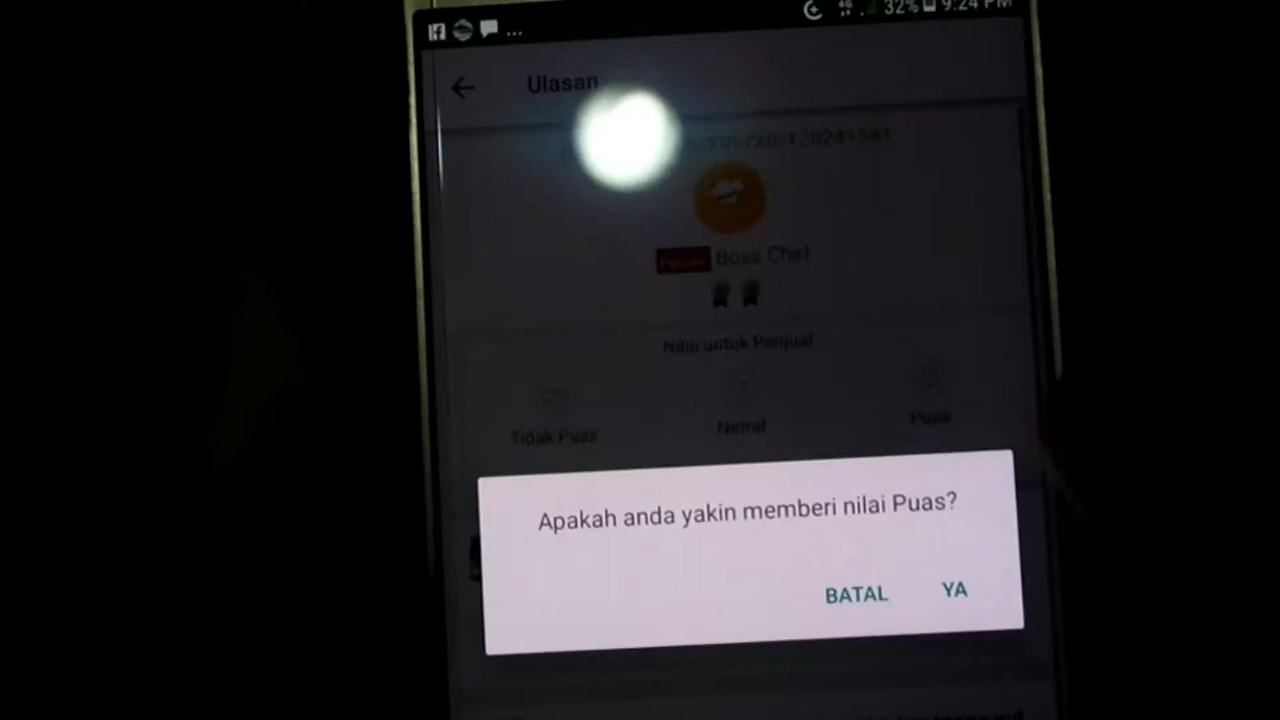 ... 32% 9:24 PM
Ulasan
Penjual Boss Chef
Nilai untuk Penjual
Tidak Puas Netral Puas
Apakah anda yakin memberi nilai Puas?
BATAL YA